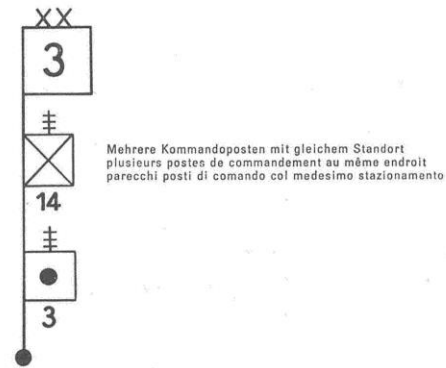 XX
3
Mehrere Kommandoposten mit gleichem Standort
plusieurs postes de commandement au même endroit
parecchi posti di comando col medesimo stazionamento
14
3